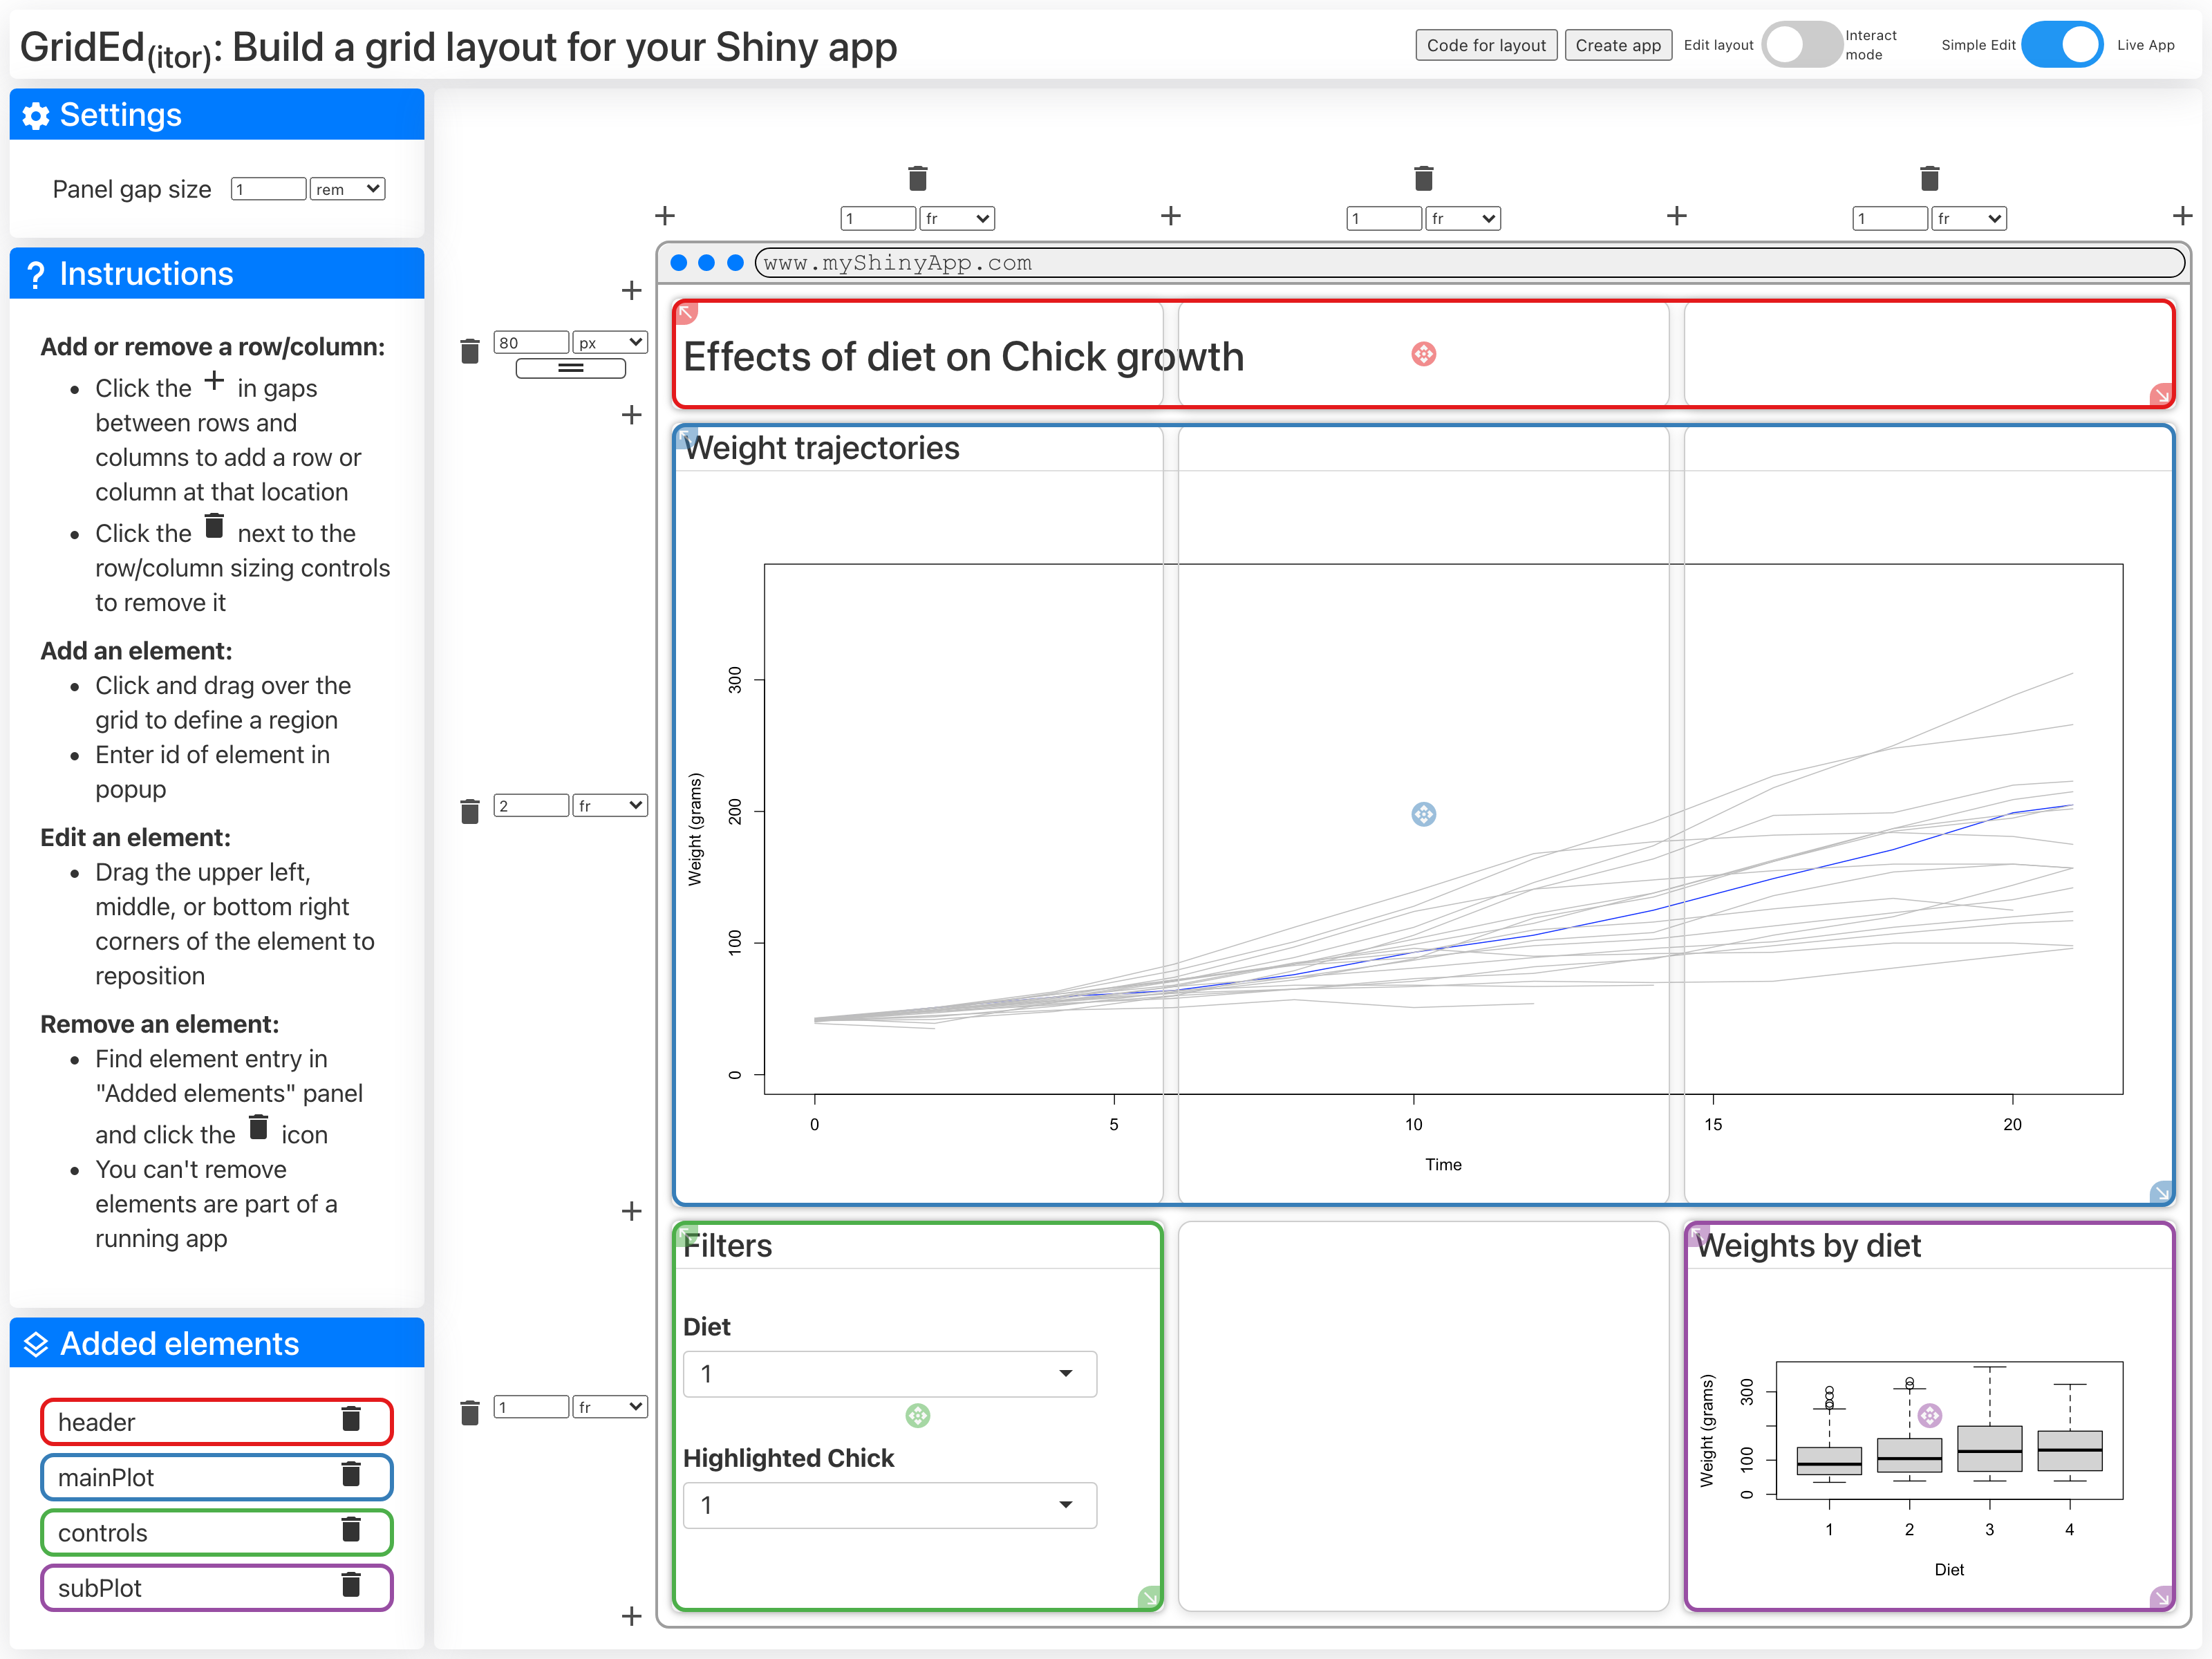 GridEd(itor): Build a grid layout for your Shiny app
Code for layout
Create app
Edit layout
Interact
mode
Simple Edit
Live App
Settings
Panel gap size
1
rem
? Instructions
Add or remove a row/column:
Click the + in gaps
between rows and
columns to add a row or
column at that location
Click the next to the
row/column sizing controls
to remove it
Add an element:
Click and drag over the
grid to define a region
Enter id of element in
popup
Edit an element:
Drag the upper left,
middle, or bottom right
corners of the element to
reposition
Remove an element:
Find element entry in
"Added elements" panel
and click the icon
You can't remove
elements are part of a
running app
Added elements
header
mainPlot
controls
subPlot
1 fr
1 fr
1 fr
www.myShinyApp.com
80 px
Effects of diet on Chick growth
2 fr
Weight trajectories
Weight (grams)
300
200
100
0
0 5 10 15 20
Time
1 fr
Filters
Diet
1
Highlighted Chick
1
Weights by diet
Weight (grams)
300
100
0
1 2 3 4
Diet